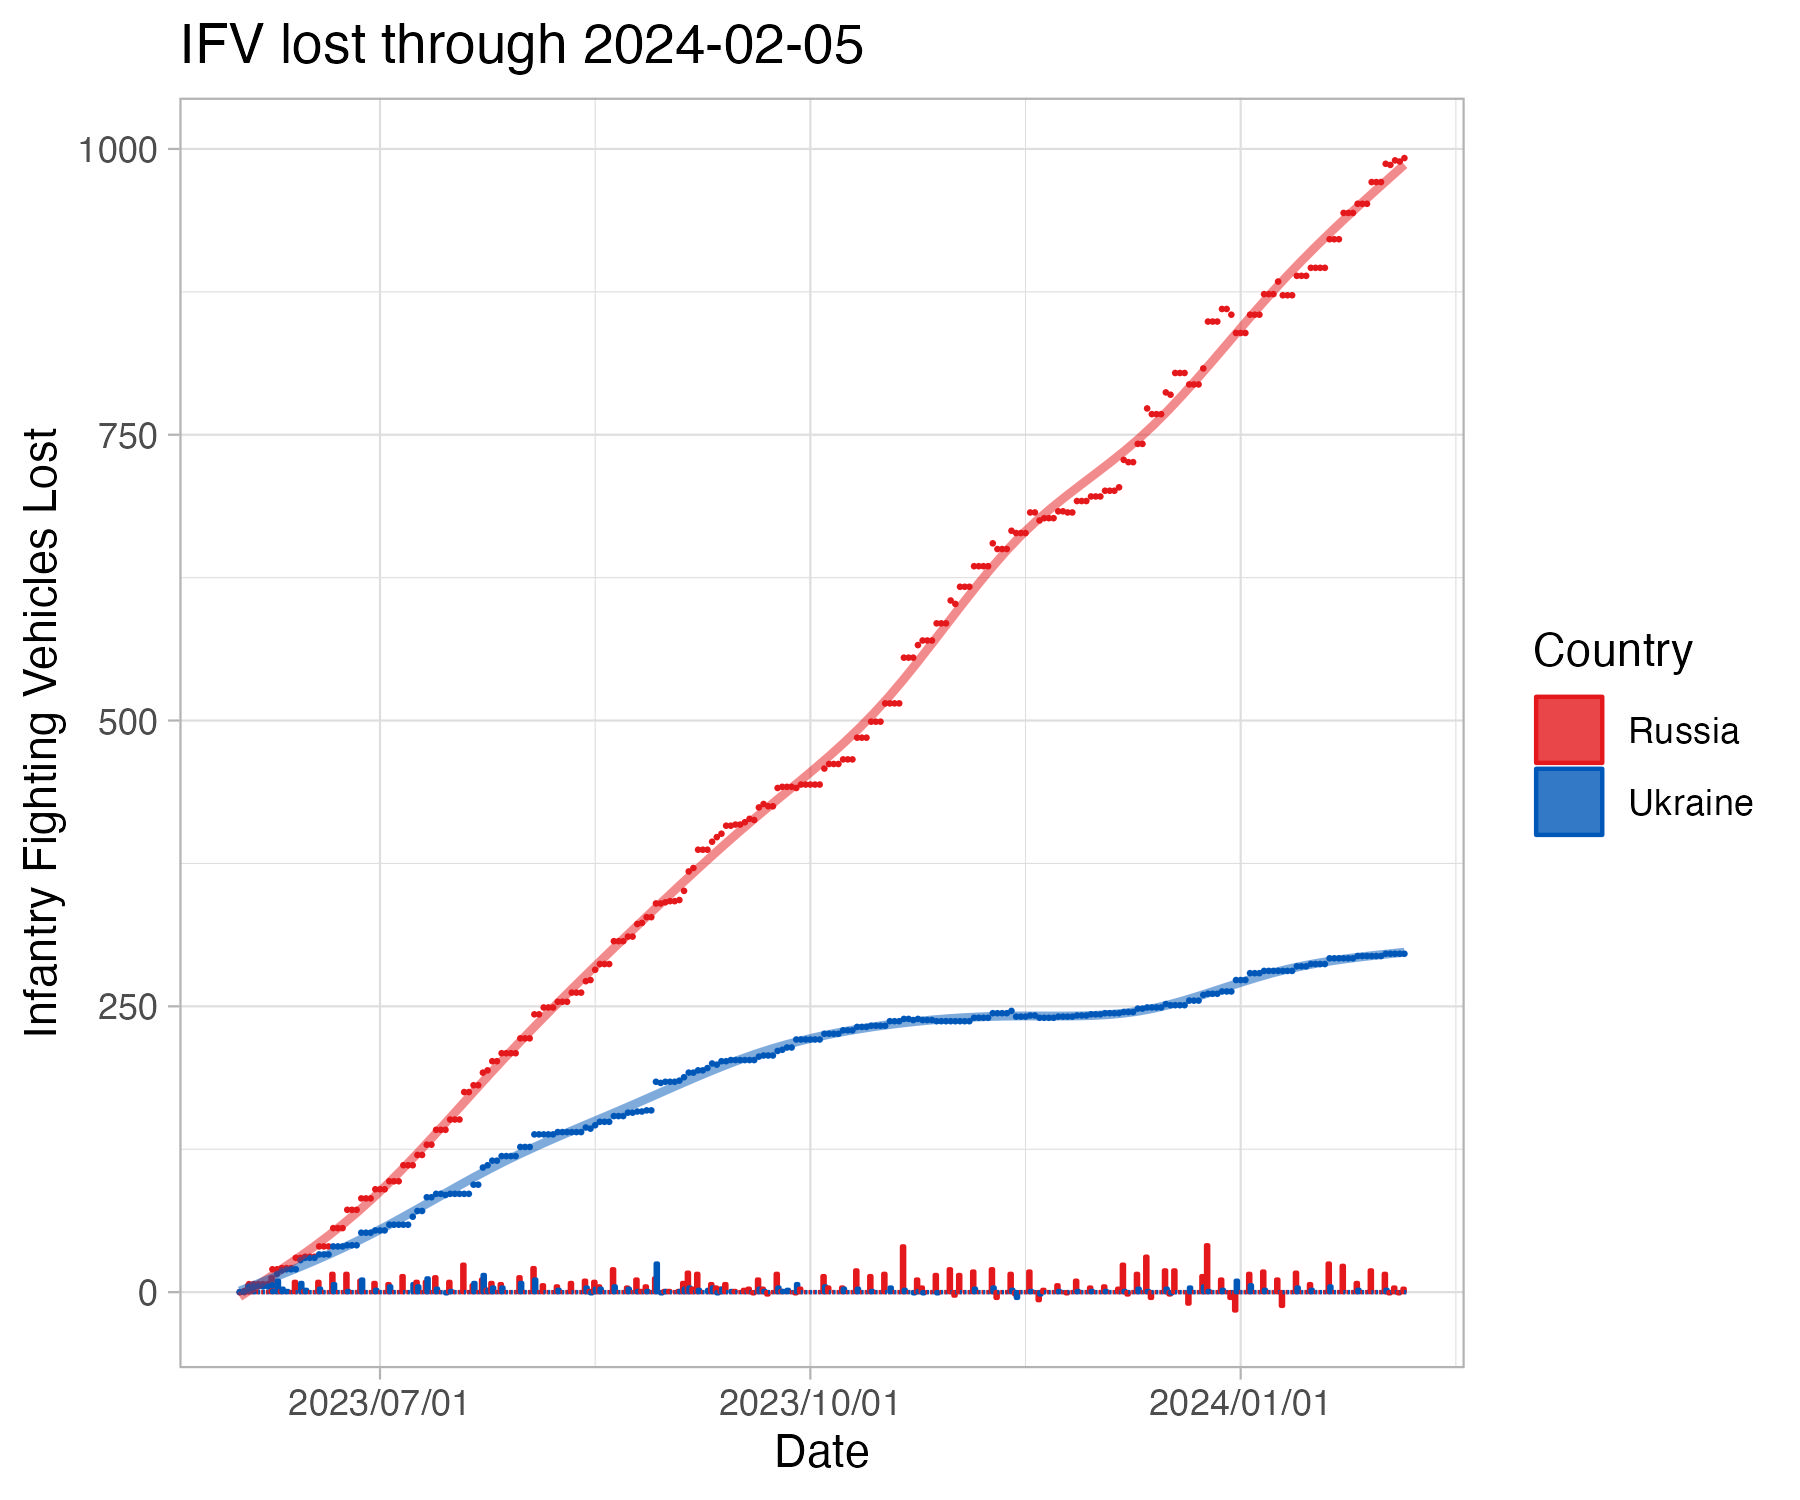 IFV lost through 2024-02-05
Infantry Fighting Vehicles Lost
1000
750
500
250
0
2023/07/01
2023/10/01
2024/01/01
Date
Country
Russia
Ukraine